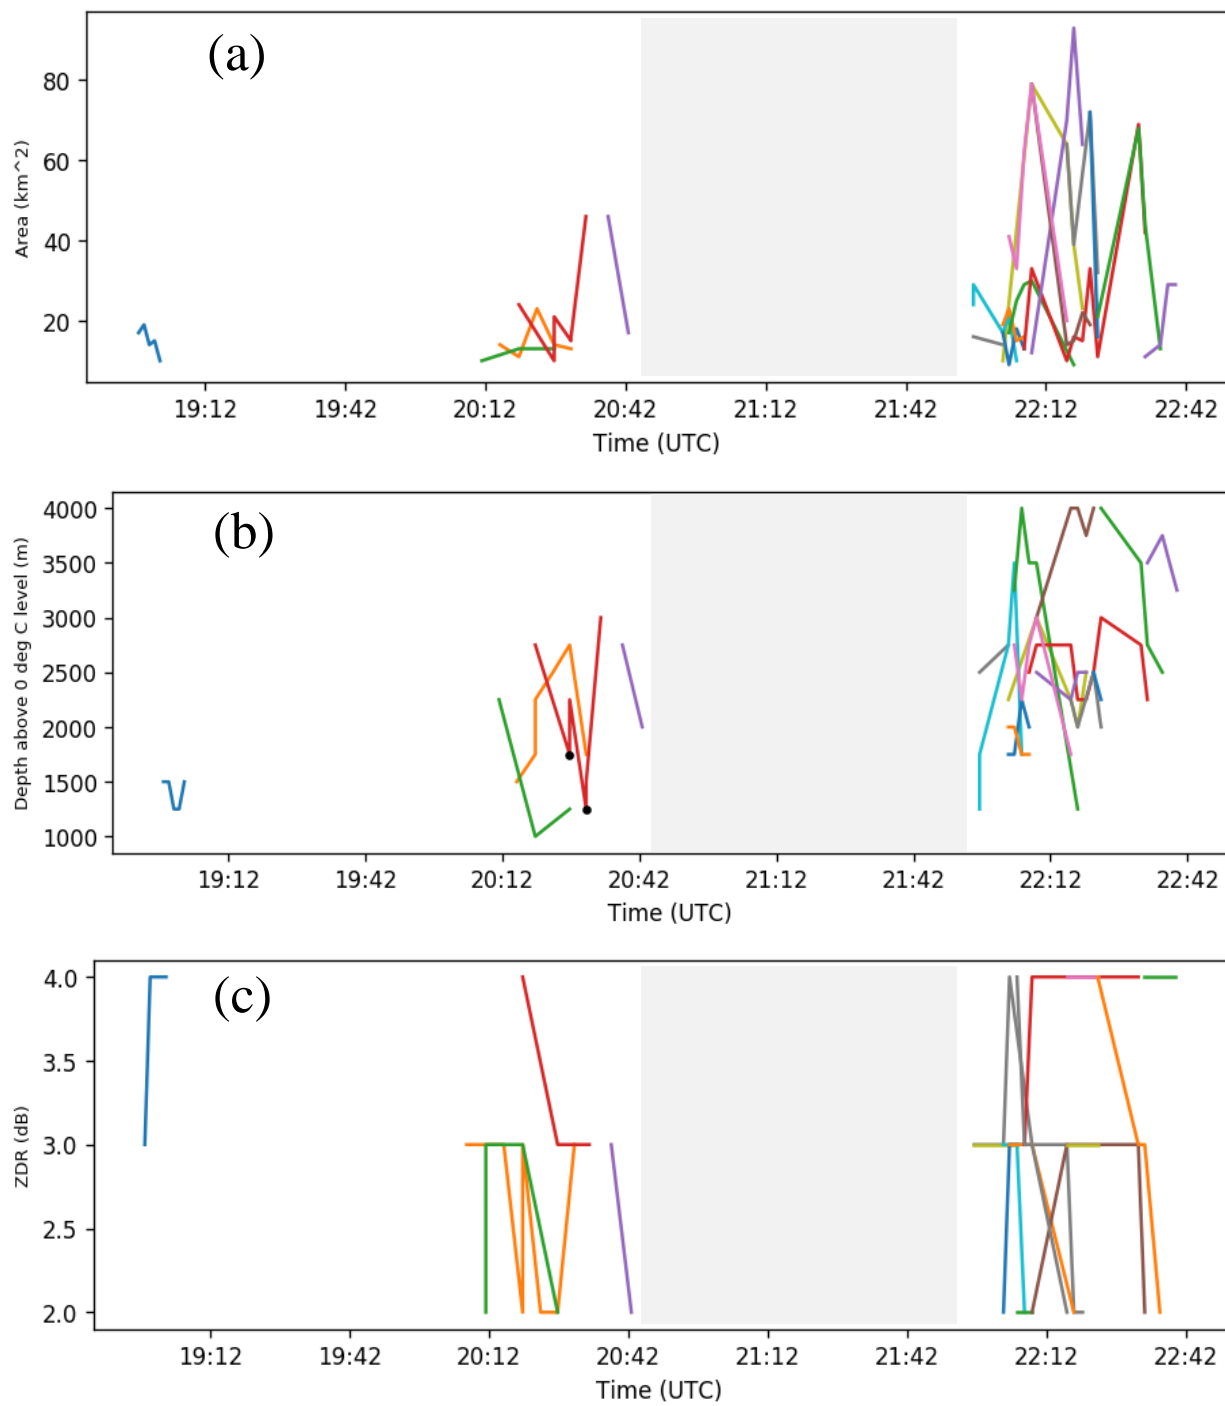 (a)
80
60
40
20
Area (km^2)
19:12 19:42 20:12 20:42 21:12 21:42 22:12 22:42
Time (UTC)
(b)
4000
3500
3000
2500
2000
1500
1000
Depth above 0 deg C level (m)
19:12 19:42 20:12 20:42 21:12 21:42 22:12 22:42
Time (UTC)
(c)
4.0
3.5
3.0
2.5
2.0
ZDR (dB)
19:12 19:42 20:12 20:42 21:12 21:42 22:12 22:42
Time (UTC)